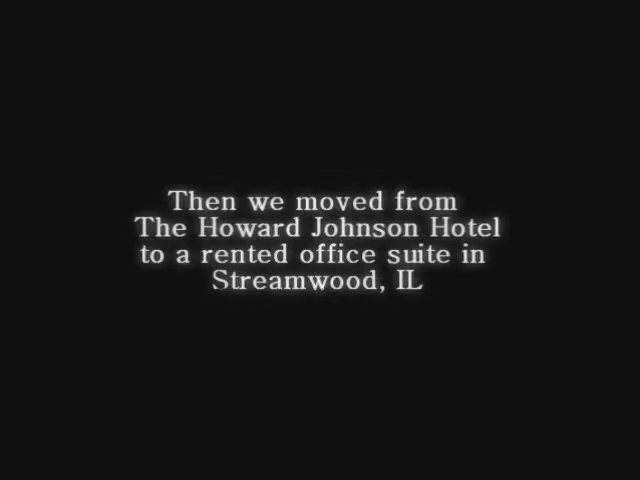 Then we moved from
The Howard Johnson Hotel
to a rented office suite in
Streamwood, IL